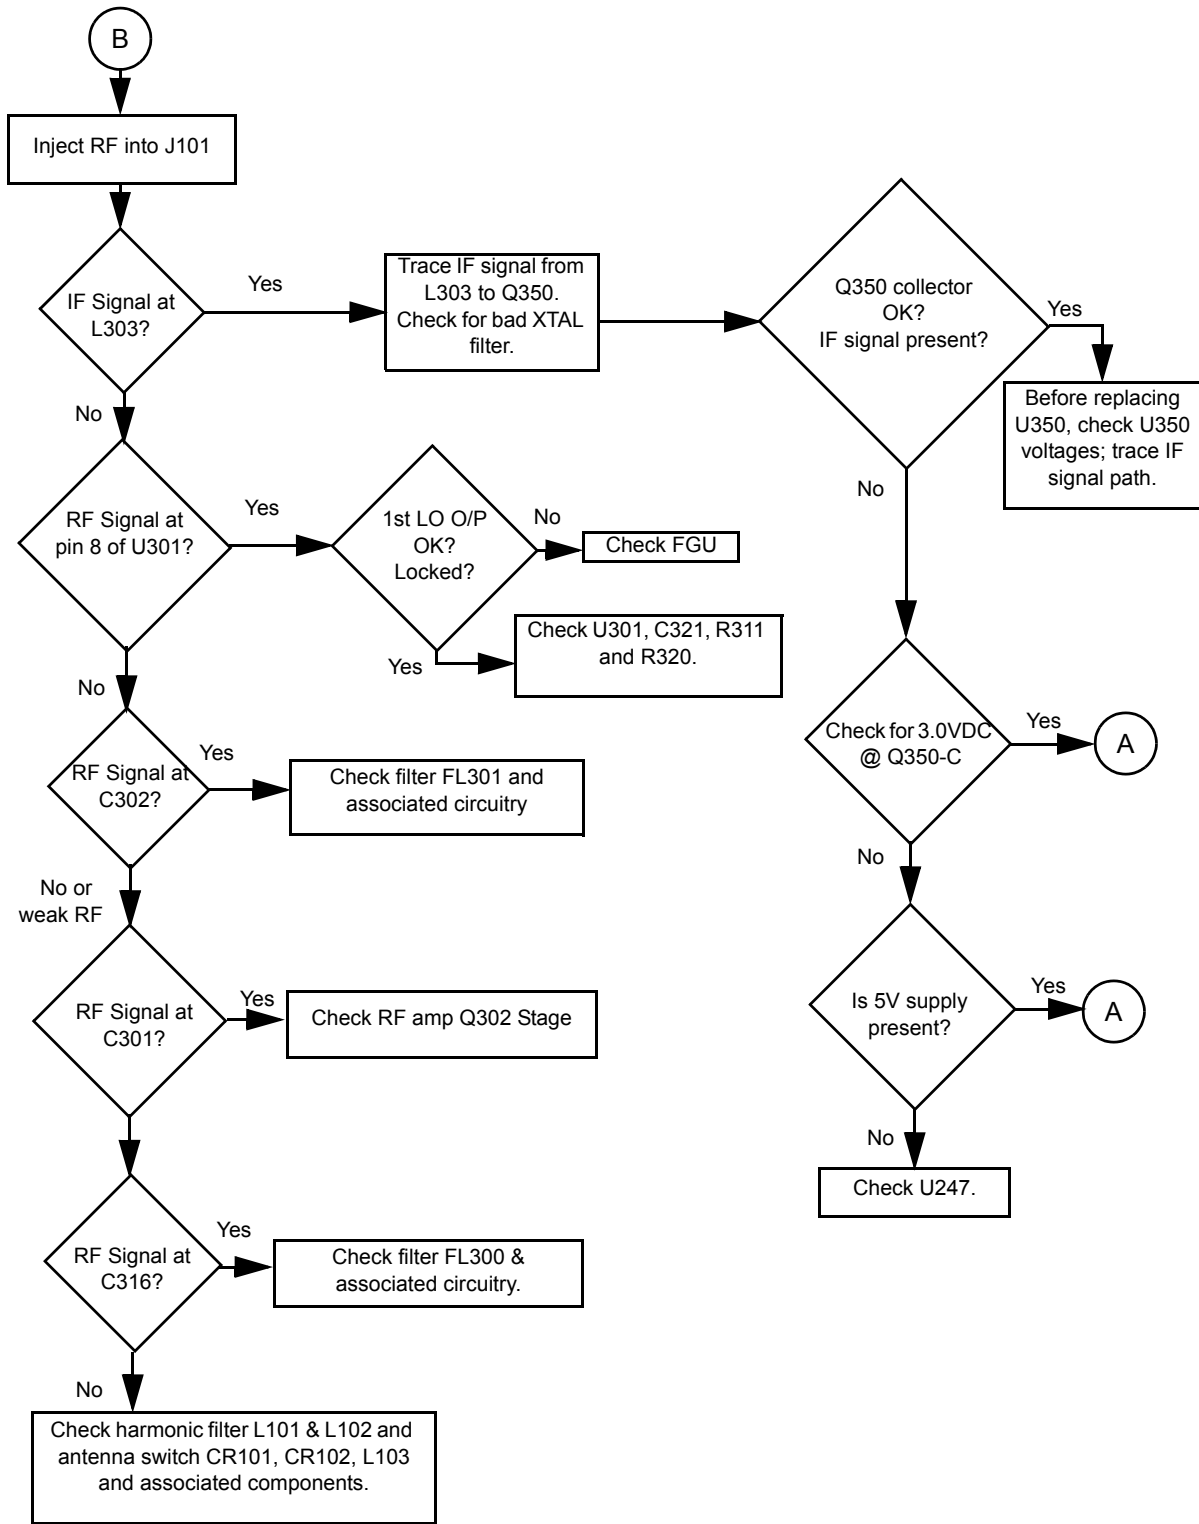 B
Inject RF into J101
IF Signal at
L303?
Yes
Trace IF signal from
L303 to Q350.
Check for bad XTAL
filter.
Q350 collector
OK?
IF signal present?
Yes
Before replacing
U350, check U350
voltages; trace IF
signal path.
No
No
RF Signal at
pin 8 of U301?
Yes
1st LO O/P
OK?
Locked?
No
Check FGU
Yes
Check U301, C321, R311
and R320.
No
RF Signal at
C302?
Yes
Check filter FL301 and
associated circuitry
Check for 3.0VDC
@ Q350-C
Yes
A
No
No or
weak RF
RF Signal at
C301?
Yes
Check RF amp Q302 Stage
Is 5V supply
present?
Yes
A
No
Check U247.
RF Signal at
C316?
Yes
Check filter FL300 &
associated circuitry.
No
Check harmonic filter L101 & L102 and
antenna switch CR101, CR102, L103
and associated components.